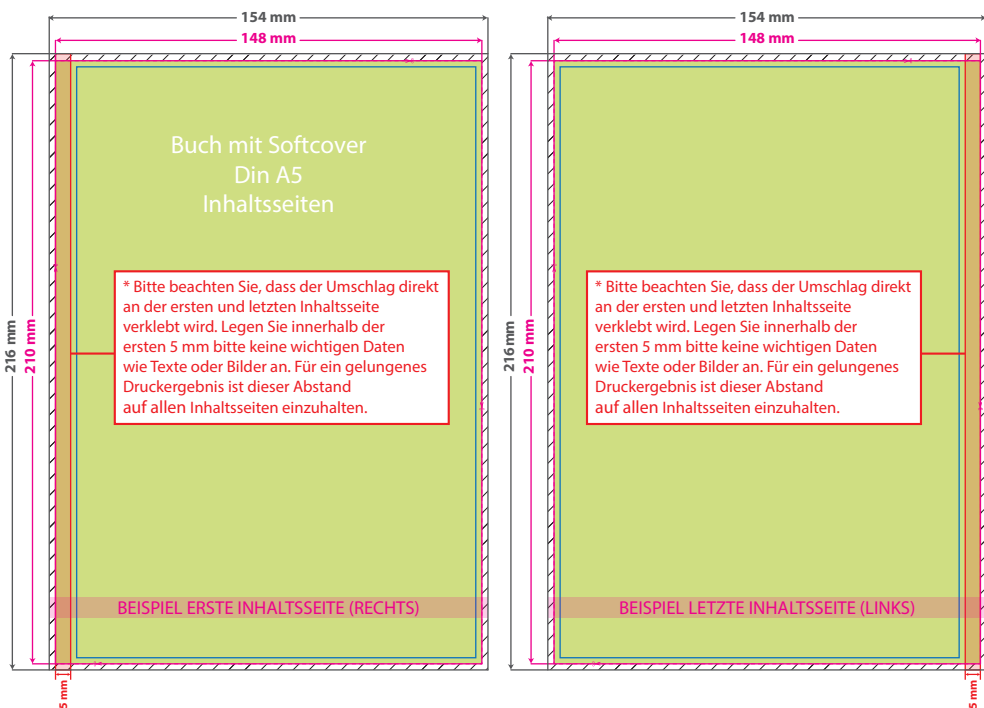 154 mm
148 mm
216 mm
210 mm
Buch mit Softcover
Din A5
Inhaltsseiten
* Bitte beachten Sie, dass der Umschlag direkt
an der ersten und letzten Inhaltsseite
verklebt wird. Legen Sie innerhalb der
ersten 5 mm bitte keine wichtigen Daten
wie Texte oder Bilder an. Für ein gelungenes
Druckergebnis ist dieser Abstand
auf allen Inhaltsseiten einzuhalten.
BEISPIEL ERSTE INHALTSSEITE (RECHTS)
5 mm
154 mm
148 mm
216 mm
210 mm
* Bitte beachten Sie, dass der Umschlag direkt
an der ersten und letzten Inhaltsseite
verklebt wird. Legen Sie innerhalb der
ersten 5 mm bitte keine wichtigen Daten
wie Texte oder Bilder an. Für ein gelungenes
Druckergebnis ist dieser Abstand
auf allen Inhaltsseiten einzuhalten.
BEISPIEL LETZTE INHALTSSEITE (LINKS)
5 mm